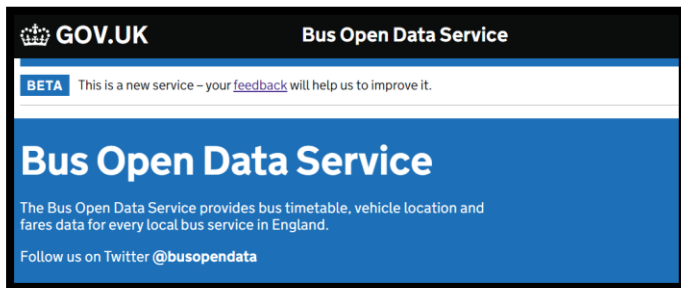 GOV.UK Bus Open Data Service
BETA This is a new service – your feedback will help us to improve it.
Bus Open Data Service
The Bus Open Data Service provides bus timetable, vehicle location and
fares data for every local bus service in England.
Follow us on Twitter @busopendata